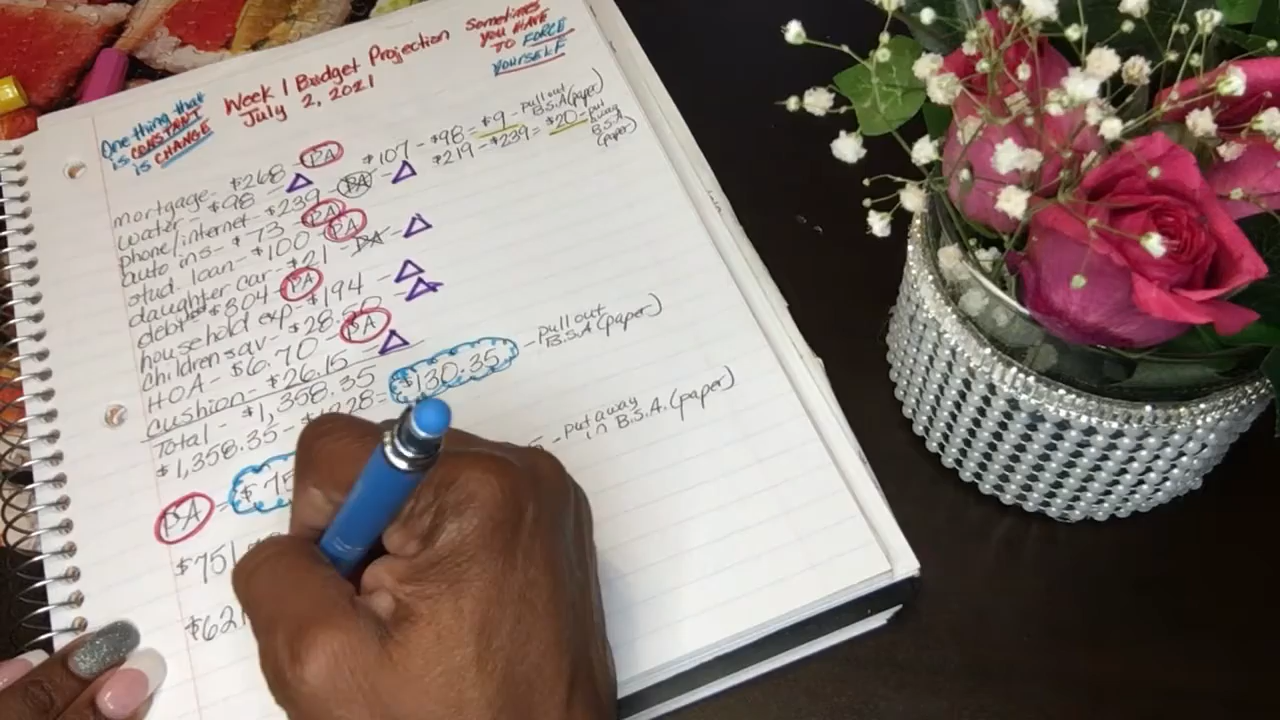 One thing that
is CONSTANT
is CHANGE
Week 1 Budget Projection
July 2, 2021
Sometimes
you HAVE
TO FORCE
YOURSELF
mortgage - $268 - PA
water - $98 -
$107 - $98 = $9 - pull out B.S.A (paper)
phone/internet - $239 - PA -
$219 - $239 = $20 - put away B.S.A (paper)
auto ins - $73 - PA
stud. loan - $100 - PA
daughter car - $21 - PA -
debt - $304 - PA
household exp - $194 -
children sav - $28.50 -
HOA - $6.70 - PA
cushion - $26.15 -
Total - $1,358.35
$1,358.35 - $1228 = $130.35 - pull out B.S.A (paper)
PA = $75
- put away in B.S.A. (paper)
$751
$621